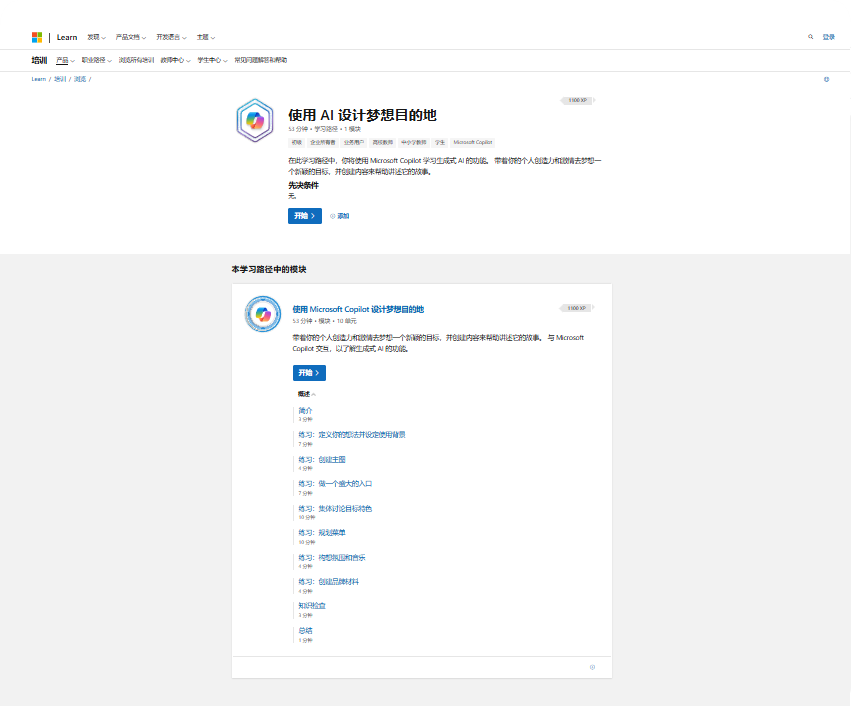 Learn 发现 产品文档 开发语言 主题 登录
培训 产品 职业路径 浏览所有培训 教师中心 学生中心 常见问题解答和帮助
Learn / 培训 / 浏览 /
1100 XP
使用 AI 设计梦想目的地
53 分钟 • 学习路径 • 1 模块
初级 企业所有者 业务用户 高校教师 中小学教师 学生 Microsoft Copilot
在此学习路径中，你将使用 Microsoft Copilot 学习生成式 AI 的功能。 带着你的个人创造力和激情去梦想一
个新颖的目标，并创建内容来帮助讲述它的故事。
先决条件
无。
开始 添加
本学习路径中的模块
使用 Microsoft Copilot 设计梦想目的地 1100 XP
53 分钟 • 模块 • 10 单元
带着你的个人创造力和激情去梦想一个新颖的目标，并创建内容来帮助讲述它的故事。 与 Microsoft
Copilot 交互，以了解生成式 AI 的功能。
开始
概述
简介
3 分钟
练习：定义你的想法并设定使用背景
7 分钟
练习：创建主题
4 分钟
练习：做一个盛大的入口
7 分钟
练习：集体讨论目标特色
10 分钟
练习：规划菜单
10 分钟
练习：构想氛围和音乐
4 分钟
练习：创建品牌材料
4 分钟
知识检查
3 分钟
总结
1 分钟